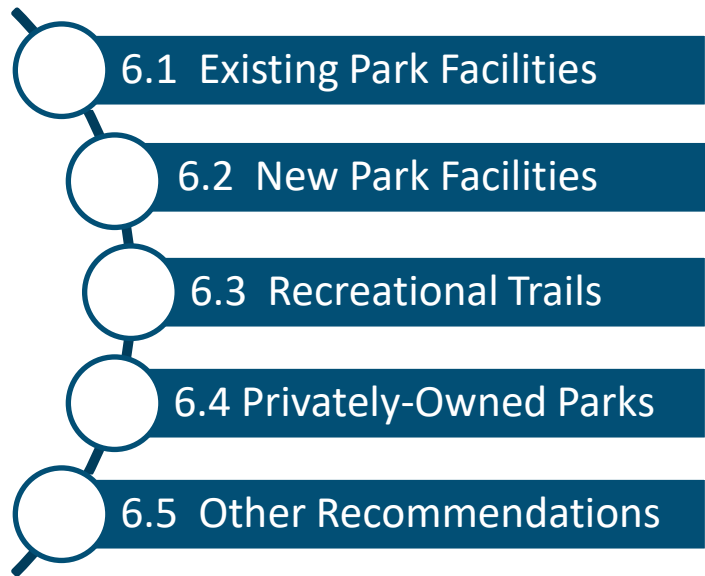 6.1 Existing Park Facilities
6.2 New Park Facilities
6.3 Recreational Trails
6.4 Privately-Owned Parks
6.5 Other Recommendations